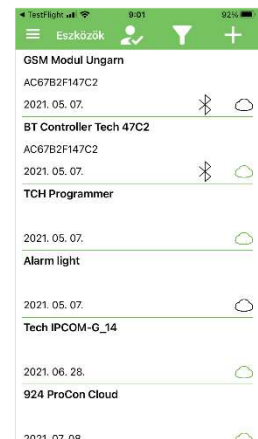 ◀ TestFlight 9:01 92%
Eszközök
GSM Modul Ungarn
AC67B2F147C2
2021. 05. 07.
BT Controller Tech 47C2
AC67B2F147C2
2021. 05. 07.
TCH Programmer
2021. 05. 07.
Alarm light
2021. 05. 07.
Tech IPCOM-G_14
2021. 06. 28.
924 ProCon Cloud
2021. 07. 08.